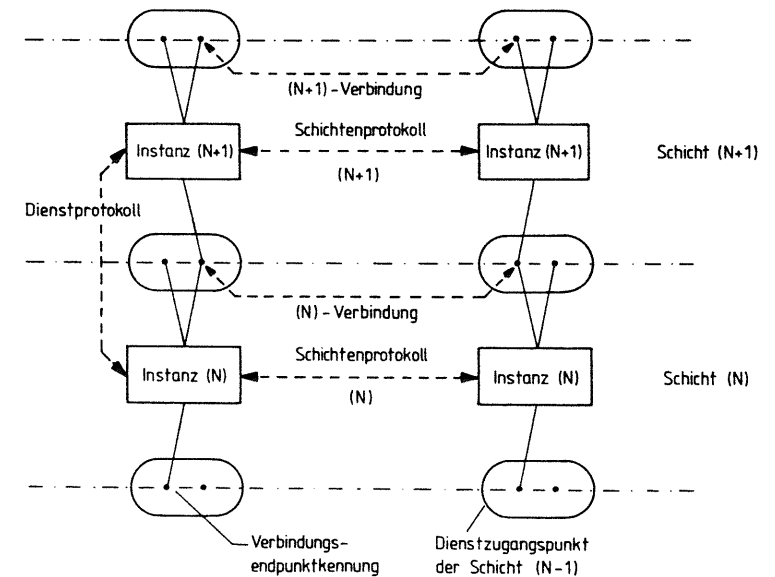 (N+1)-Verbindung
Schichtenprotokoll
Instanz (N+1)
Instanz (N+1)
Schicht (N+1)
(N+1)
Dienstprotokoll
(N)-Verbindung
Schichtenprotokoll
Instanz (N)
Instanz (N)
Schicht (N)
(N)
Verbindungs-
endpunktkennung
Dienstzugangspunkt
der Schicht (N-1)